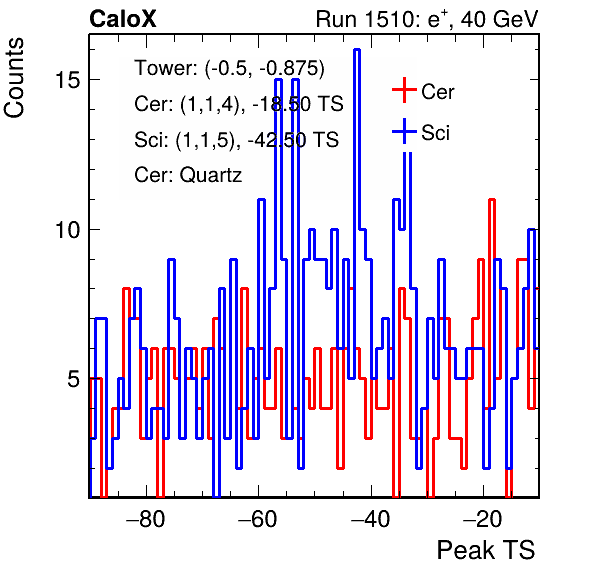 CaloX Run 1510: e⁺, 40 GeV
Counts
Tower: (-0.5, -0.875)
Cer: (1,1,4), -18.50 TS
Sci: (1,1,5), -42.50 TS
Cer: Quartz
Cer
Sci
15
10
5
−80 −60 −40 −20
Peak TS